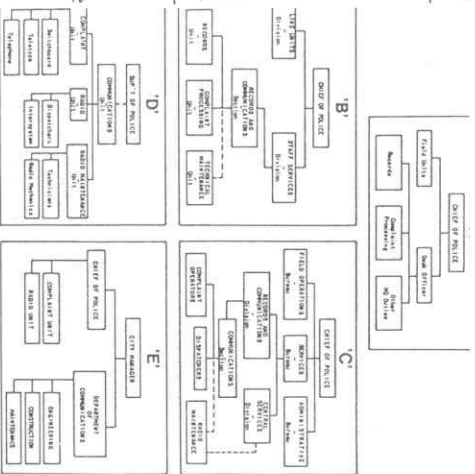 CHIEF OF POLICE
Field Units
Desk Officer
Records
Complaint
Processing
Other
HQ Duties
'B'
CHIEF OF POLICE
LINE UNITS
Division
STAFF SERVICES
Division
RECORDS AND
COMMUNICATIONS
Section
RECORDS
Unit
COMPLAINT
PROCESSING
Unit
TECHNICAL
MAINTENANCE
Unit
'C'
CHIEF OF POLICE
FIELD OPERATIONS
Bureau
SERVICES
Bureau
ADMINISTRATIVE
Bureau
RECORDS AND
COMMUNICATIONS
Division
CENTRAL
SERVICES
Division
COMMUNICATIONS
Section
COMPLAINT
OPERATORS
DISPATCHERS
RADIO
MAINTENANCE
'D'
SUP'T OF POLICE
COMMUNICATIONS
Unit
COMPLAINT
Unit
RADIO
Unit
RADIO MAINTENANCE
Unit
Switchboard
Teletype
Telephone
Dispatchers
Intersystem
Technicians
Radio Mechanics
'E'
CITY MANAGER
CHIEF OF POLICE
DEPARTMENT
OF
COMMUNICATIONS
COMPLAINT UNIT
RADIO UNIT
ENGINEERING
CONSTRUCTION
MAINTENANCE